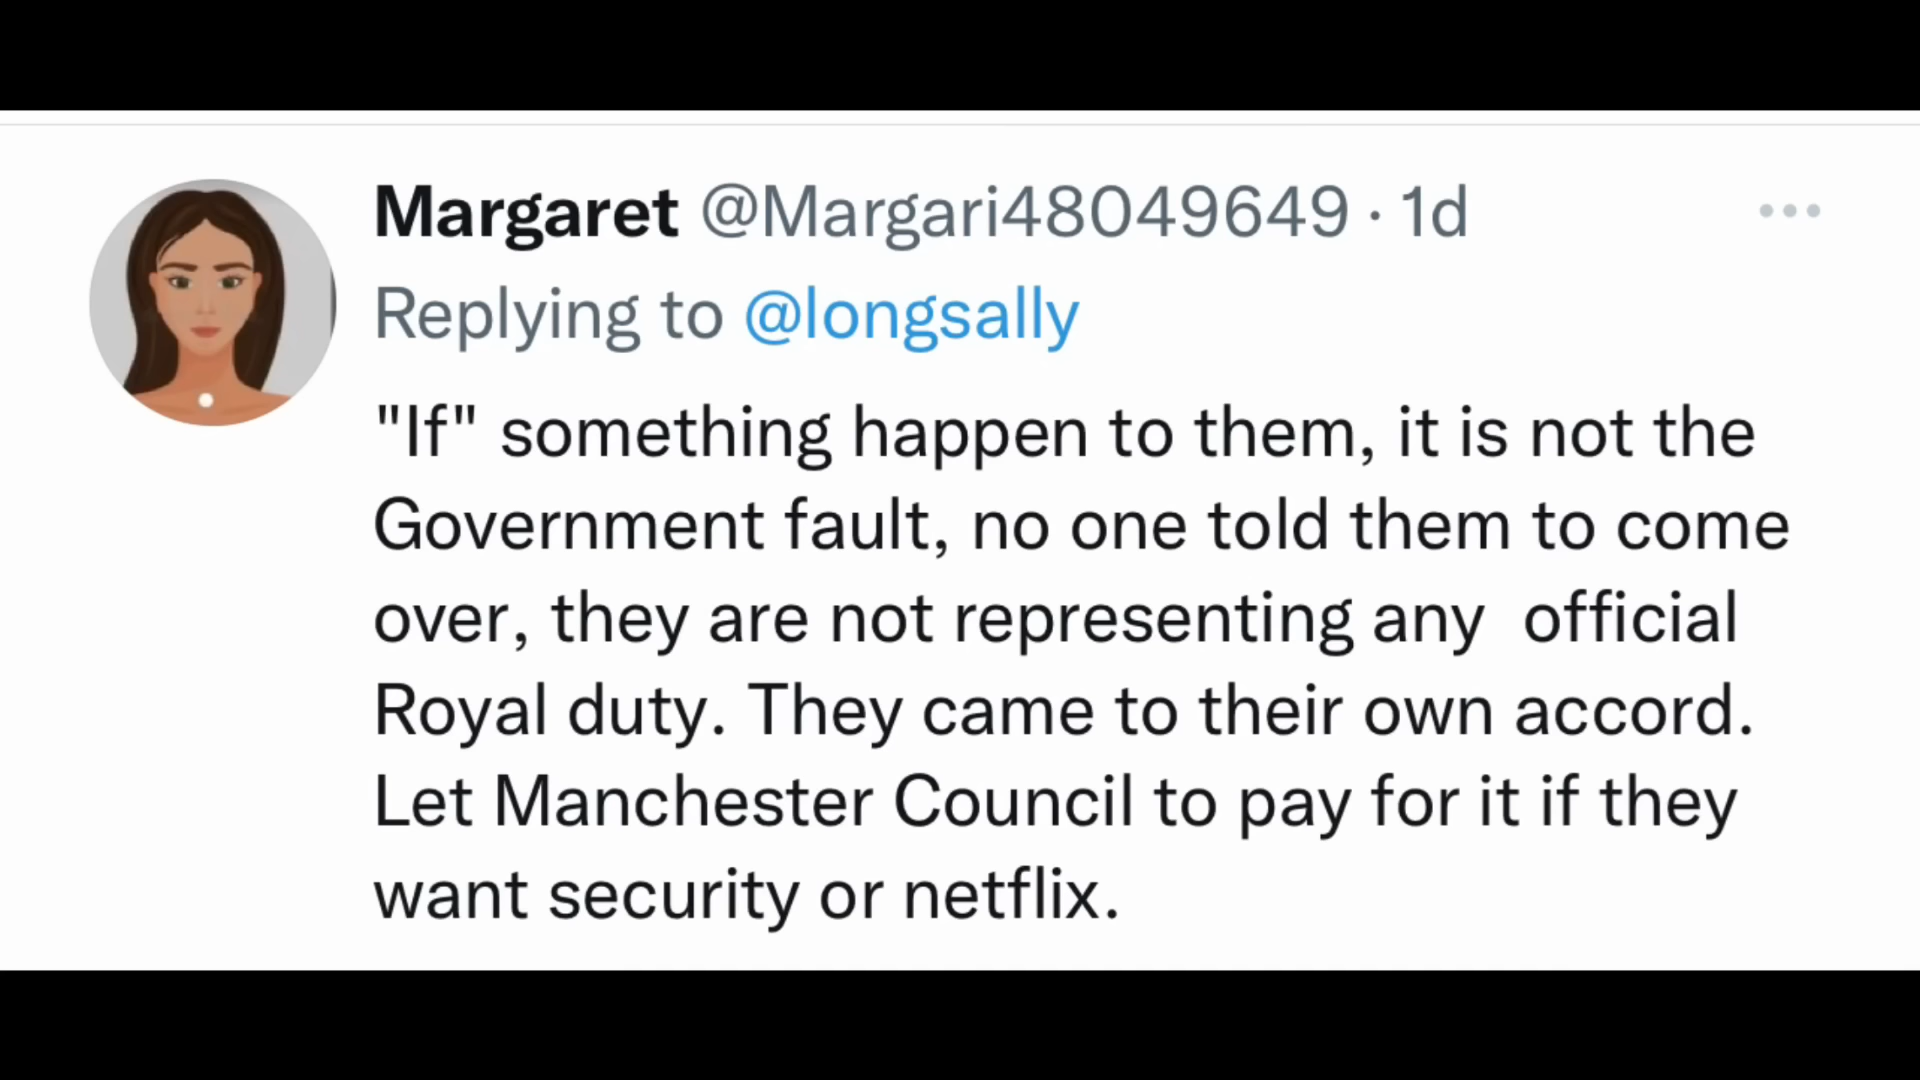 Margaret @Margari48049649 · 1d
Replying to @longsally
"If" something happen to them, it is not the
Government fault, no one told them to come
over, they are not representing any  official
Royal duty. They came to their own accord.
Let Manchester Council to pay for it if they
want security or netflix.